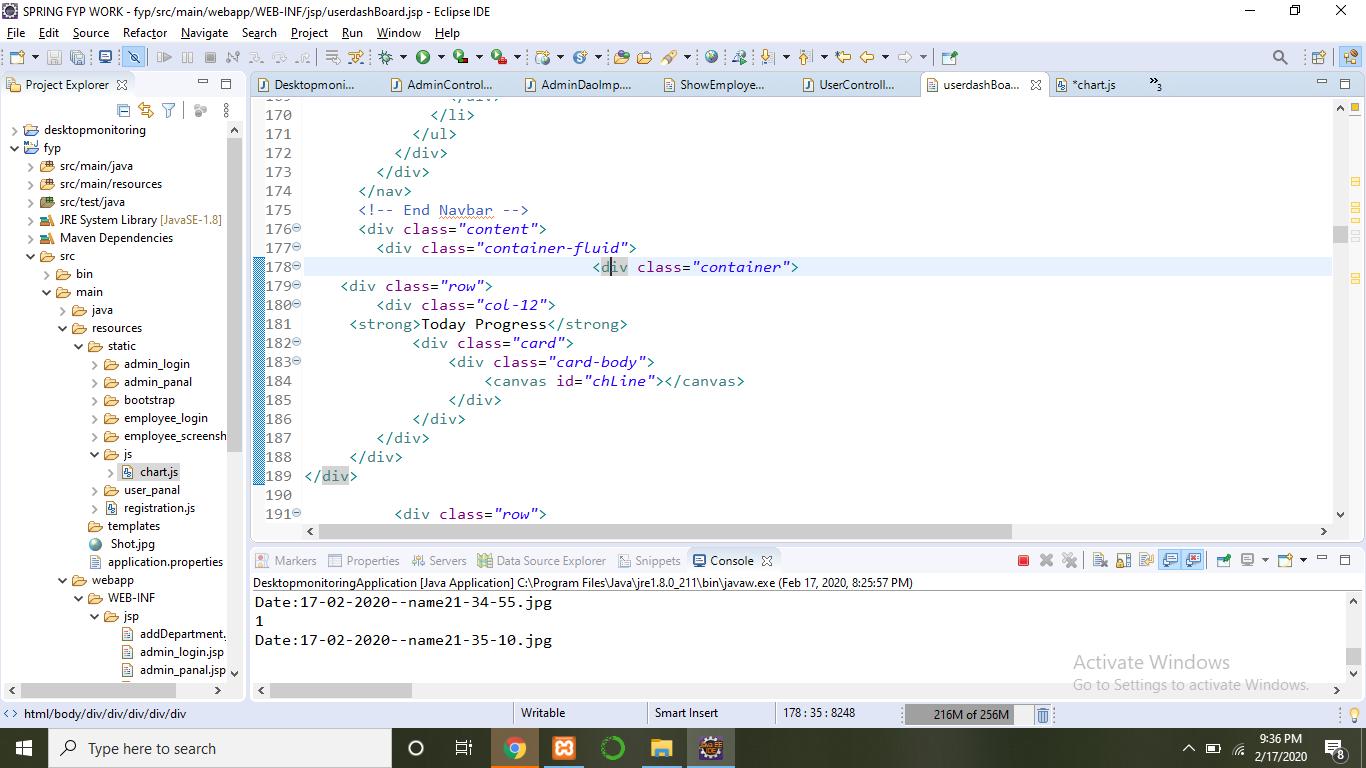 SPRING FYP WORK - fyp/src/main/webapp/WEB-INF/jsp/userdashBoard.jsp - Eclipse IDE
File Edit Source Refactor Navigate Search Project Run Window Help
Project Explorer
Desktopmoni... AdminControl... AdminDaoImp.... ShowEmploye... UserControll... userdashBoa... *chart.js »3
desktopmonitoring
fyp
src/main/java
src/main/resources
src/test/java
JRE System Library [JavaSE-1.8]
Maven Dependencies
src
bin
main
java
resources
static
admin_login
admin_panal
bootstrap
employee_login
employee_screensh
js
chart.js
user_panal
registration.js
templates
Shot.jpg
application.properties
webapp
WEB-INF
jsp
addDepartment.
admin_login.jsp
admin_panal.jsp
169 </div>
170 </li>
171 </ul>
172 </div>
173 </div>
174 </nav>
175 <!-- End Navbar -->
176 <div class="content">
177 <div class="container-fluid">
178 <div class="container">
179 <div class="row">
180 <div class="col-12">
181 <strong>Today Progress</strong>
182 <div class="card">
183 <div class="card-body">
184 <canvas id="chLine"></canvas>
185 </div>
186 </div>
187 </div>
188 </div>
189 </div>
190
191 <div class="row">
Markers Properties Servers Data Source Explorer Snippets Console
DesktopmonitoringApplication [Java Application] C:\Program Files\Java\jre1.8.0_211\bin\javaw.exe (Feb 17, 2020, 8:25:57 PM)
Date:17-02-2020--name21-34-55.jpg
1
Date:17-02-2020--name21-35-10.jpg
Activate Windows
Go to Settings to activate Windows.
html/body/div/div/div/div/div Writable Smart Insert 178 : 35 : 8248 216M of 256M
Type here to search
9:36 PM
2/17/2020
8